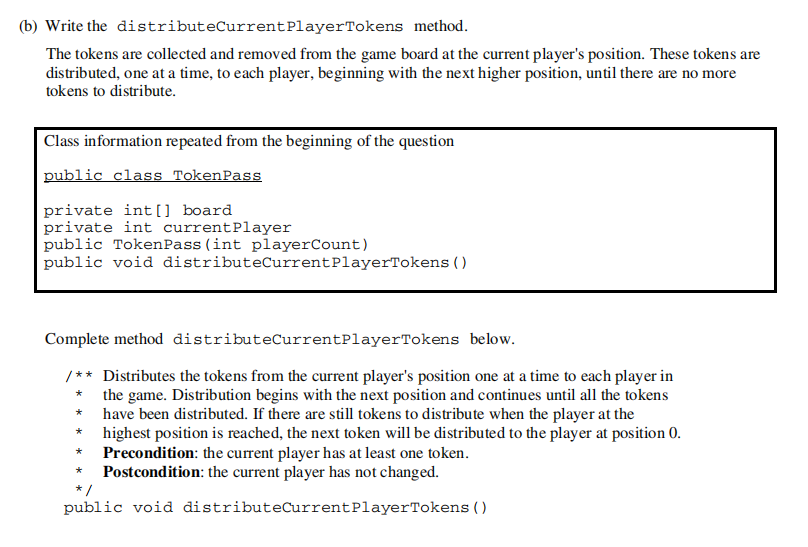 (b) Write the distributeCurrentPlayerTokens method.
The tokens are collected and removed from the game board at the current player's position. These tokens are
distributed, one at a time, to each player, beginning with the next higher position, until there are no more
tokens to distribute.
Class information repeated from the beginning of the question
public class TokenPass
private int[] board
private int currentPlayer
public TokenPass(int playerCount)
public void distributeCurrentPlayerTokens()
Complete method distributeCurrentPlayerTokens below.
/** Distributes the tokens from the current player's position one at a time to each player in
* the game. Distribution begins with the next position and continues until all the tokens
* have been distributed. If there are still tokens to distribute when the player at the
* highest position is reached, the next token will be distributed to the player at position 0.
* Precondition: the current player has at least one token.
* Postcondition: the current player has not changed.
*/
public void distributeCurrentPlayerTokens()